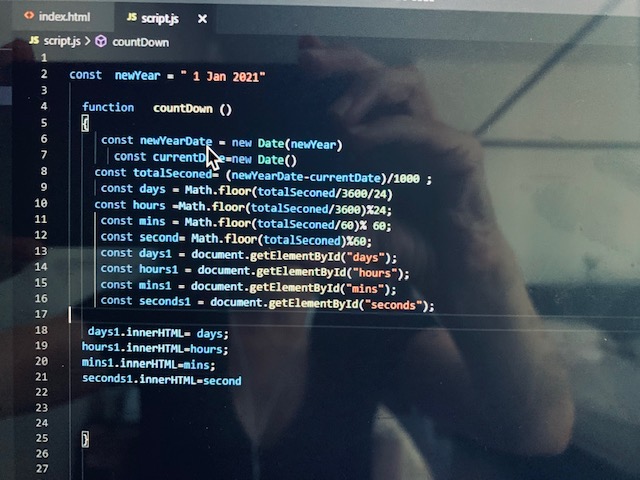 index.html
JS script.js ×
JS script.js > countDown
1
2 const newYear = " 1 Jan 2021"
3
4 function countDown ()
5 {
6 const newYearDate = new Date(newYear)
7 const currentDate=new Date()
8 const totalSeconed= (newYearDate-currentDate)/1000 ;
9 const days = Math.floor(totalSeconed/3600/24)
10 const hours =Math.floor(totalSeconed/3600)%24;
11 const mins = Math.floor(totalSeconed/60)% 60;
12 const second= Math.floor(totalSeconed)%60;
13 const days1 = document.getElementById("days");
14 const hours1 = document.getElementById("hours");
15 const mins1 = document.getElementById("mins");
16 const seconds1 = document.getElementById("seconds");
17
18 days1.innerHTML= days;
19 hours1.innerHTML=hours;
20 mins1.innerHTML=mins;
21 seconds1.innerHTML=second
22
23
24
25 }
26
27